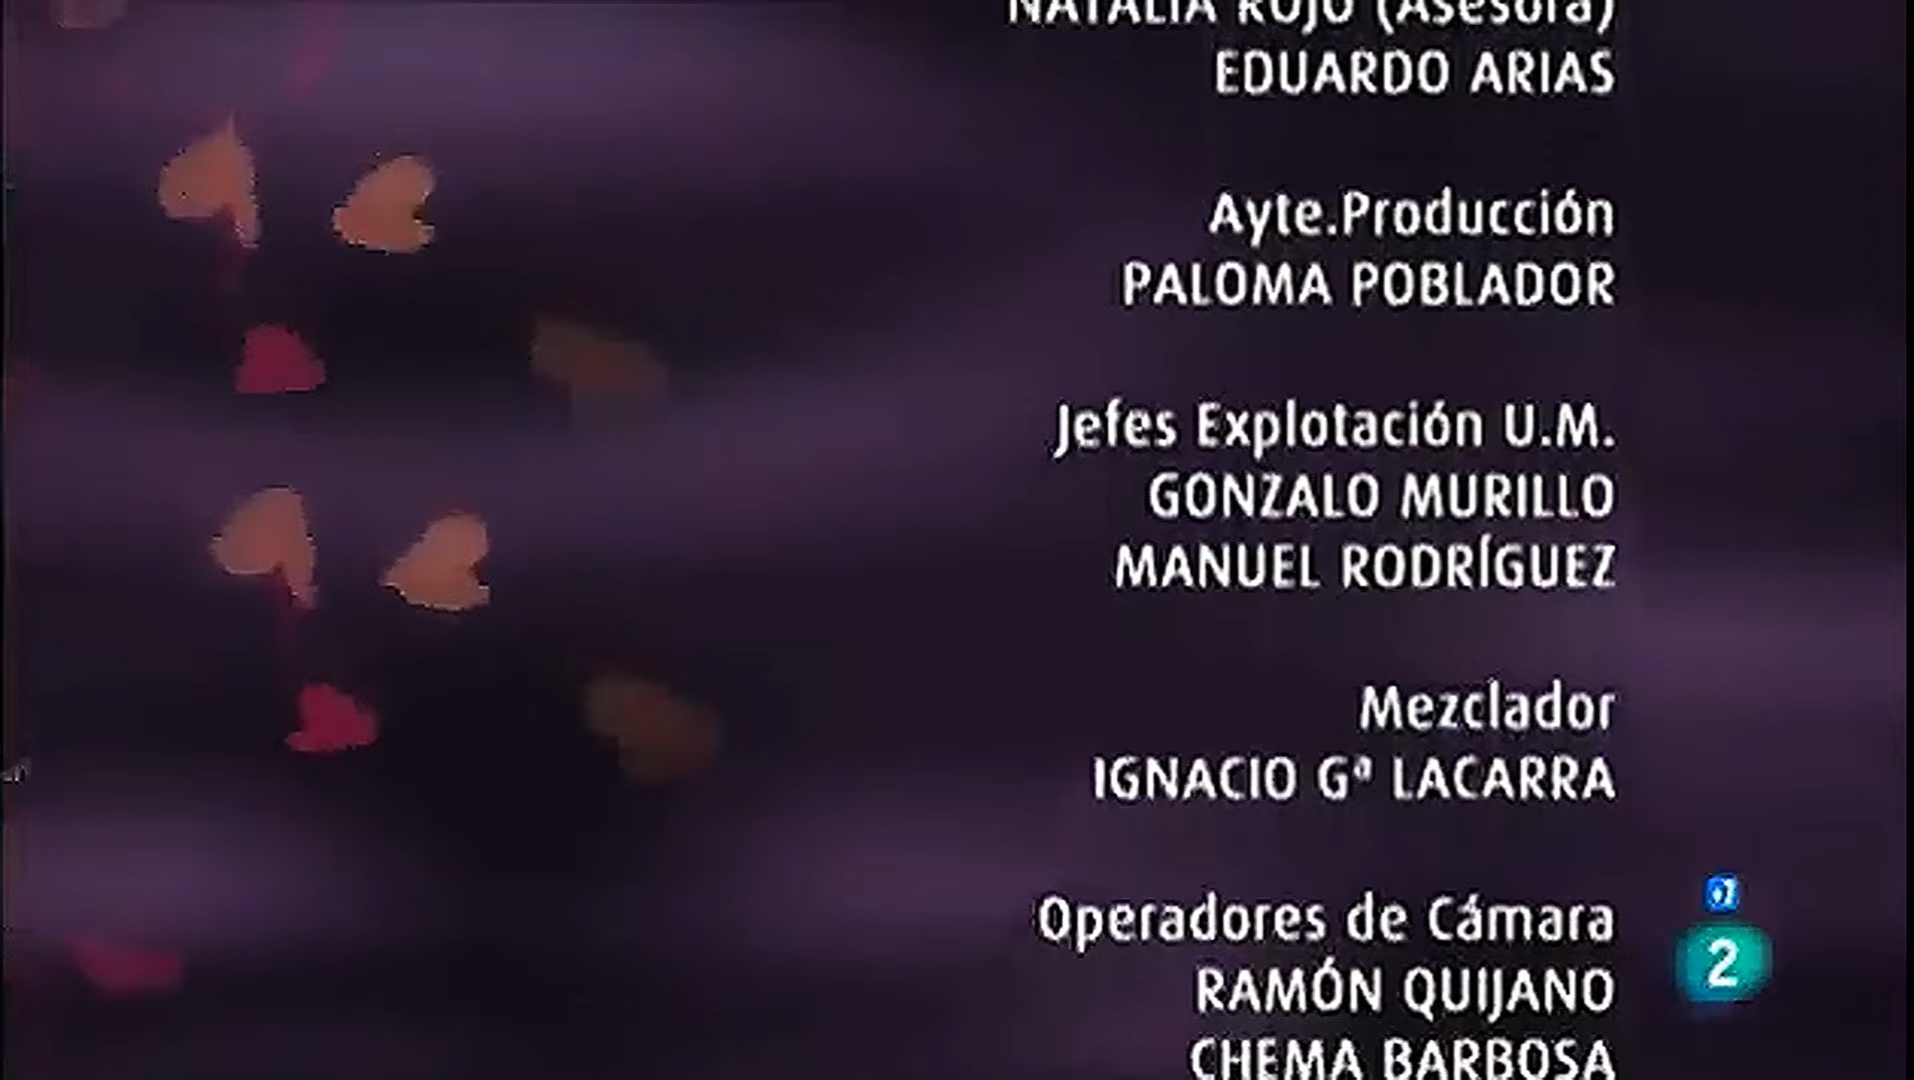 NATALIA ROJO (Asesora)
EDUARDO ARIAS
Ayte.Producción
PALOMA POBLADOR
Jefes Explotación U.M.
GONZALO MURILLO
MANUEL RODRÍGUEZ
Mezclador
IGNACIO Gª LACARRA
Operadores de Cámara
RAMÓN QUIJANO
CHEMA BARBOSA
2